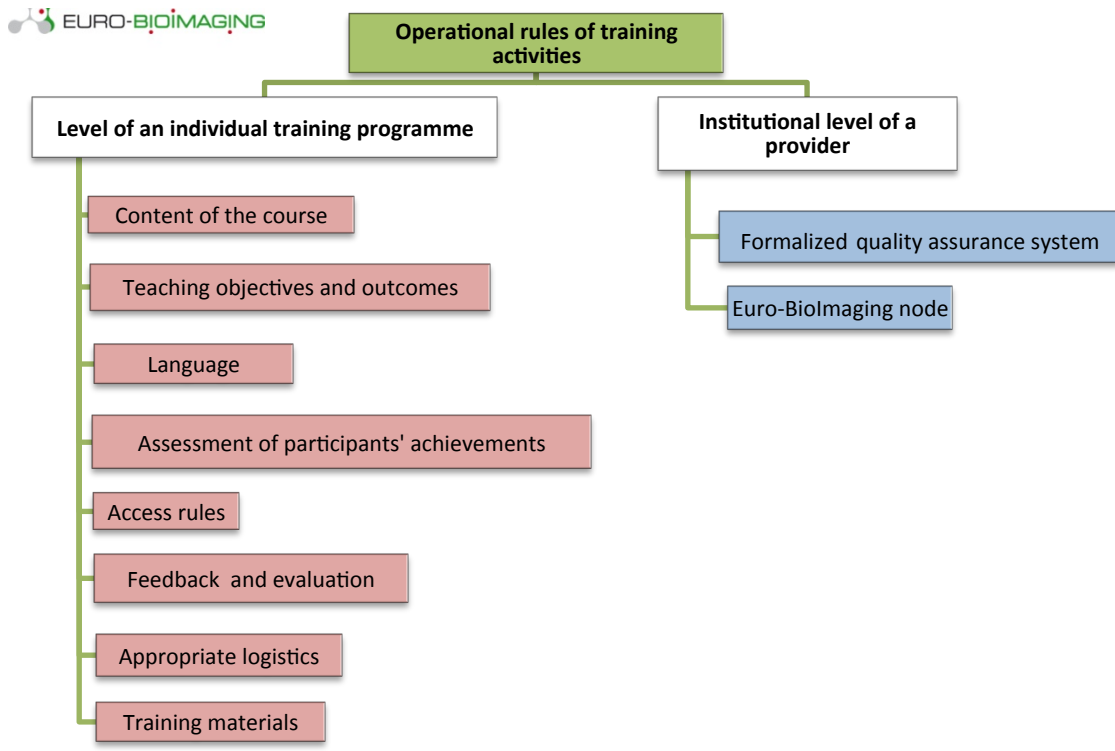 EURO-BIOIMAGING
Operational rules of training
activities
Level of an individual training programme
Institutional level of a
provider
Content of the course
Formalized quality assurance system
Teaching objectives and outcomes
Euro-BioImaging node
Language
Assessment of participants' achievements
Access rules
Feedback and evaluation
Appropriate logistics
Training materials